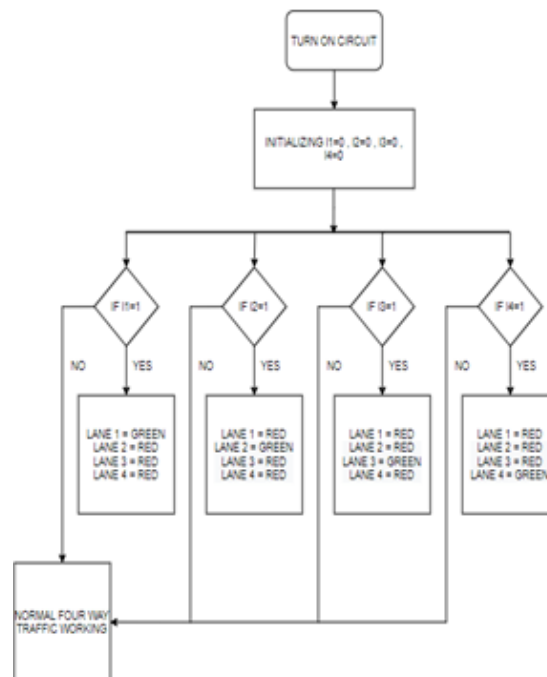 TURN ON CIRCUIT
INITIALIZING I1=0 , I2=0 , I3=0 ,
I4=0
IF I1=1
IF I2=1
IF I3=1
IF I4=1
NO
YES
NO
YES
NO
YES
NO
YES
LANE 1 = GREEN
LANE 2 = RED
LANE 3 = RED
LANE 4 = RED
LANE 1 = RED
LANE 2 = GREEN
LANE 3 = RED
LANE 4 = RED
LANE 1 = RED
LANE 2 = RED
LANE 3 = GREEN
LANE 4 = RED
LANE 1 = RED
LANE 2 = RED
LANE 3 = RED
LANE 4 = GREEN
NORMAL FOUR WAY
TRAFFIC WORKING